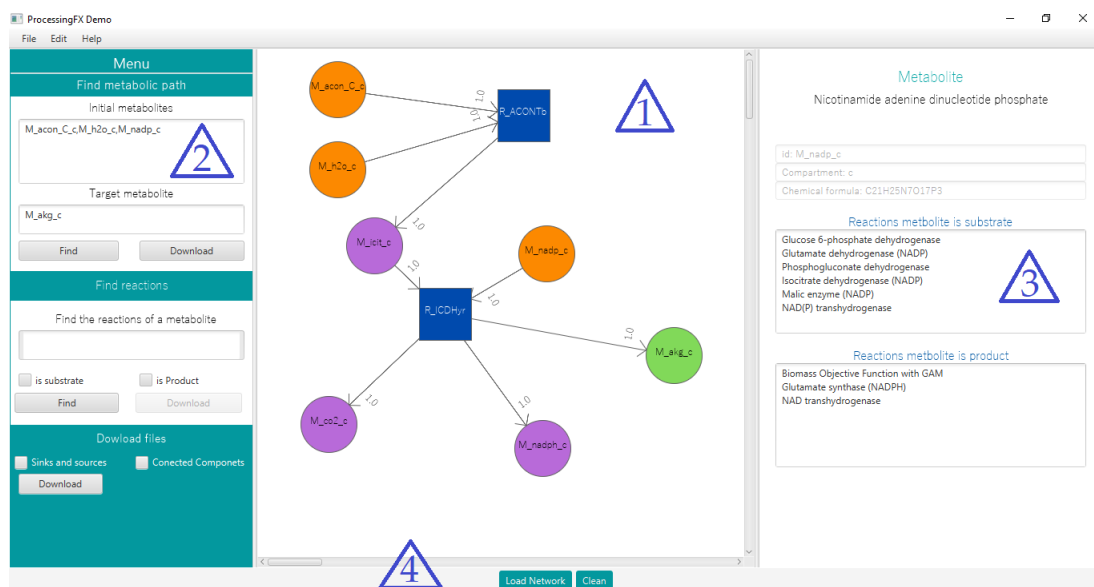 ProcessingFX Demo
File Edit Help
Menu
Find metabolic path
Initial metabolites
M_acon_C_c,M_h2o_c,M_nadp_c
2
Target metabolite
M_akg_c
Find Download
Find reactions
Find the reactions of a metabolite
is substrate is Product
Find Download
Dowload files
Sinks and sources Conected Componets
Download
M_acon_C_c
1.0
R_ACONTb
1
1.0
M_h2o_c
1.0
M_icit_c
M_nadp_c
1.0
1.0
R_ICDHyr
1.0
M_akg_c
1.0
1.0
M_co2_c
M_nadph_c
4
Load Network Clean
Metabolite
Nicotinamide adenine dinucleotide phosphate
id: M_nadp_c
Compartment: c
Chemical formula: C21H25N7O17P3
Reactions metbolite is substrate
Glucose 6-phosphate dehydrogenase
Glutamate dehydrogenase (NADP)
Phosphogluconate dehydrogenase
Isocitrate dehydrogenase (NADP)
Malic enzyme (NADP)
NAD(P) transhydrogenase
3
Reactions metbolite is product
Biomass Objective Function with GAM
Glutamate synthase (NADPH)
NAD transhydrogenase